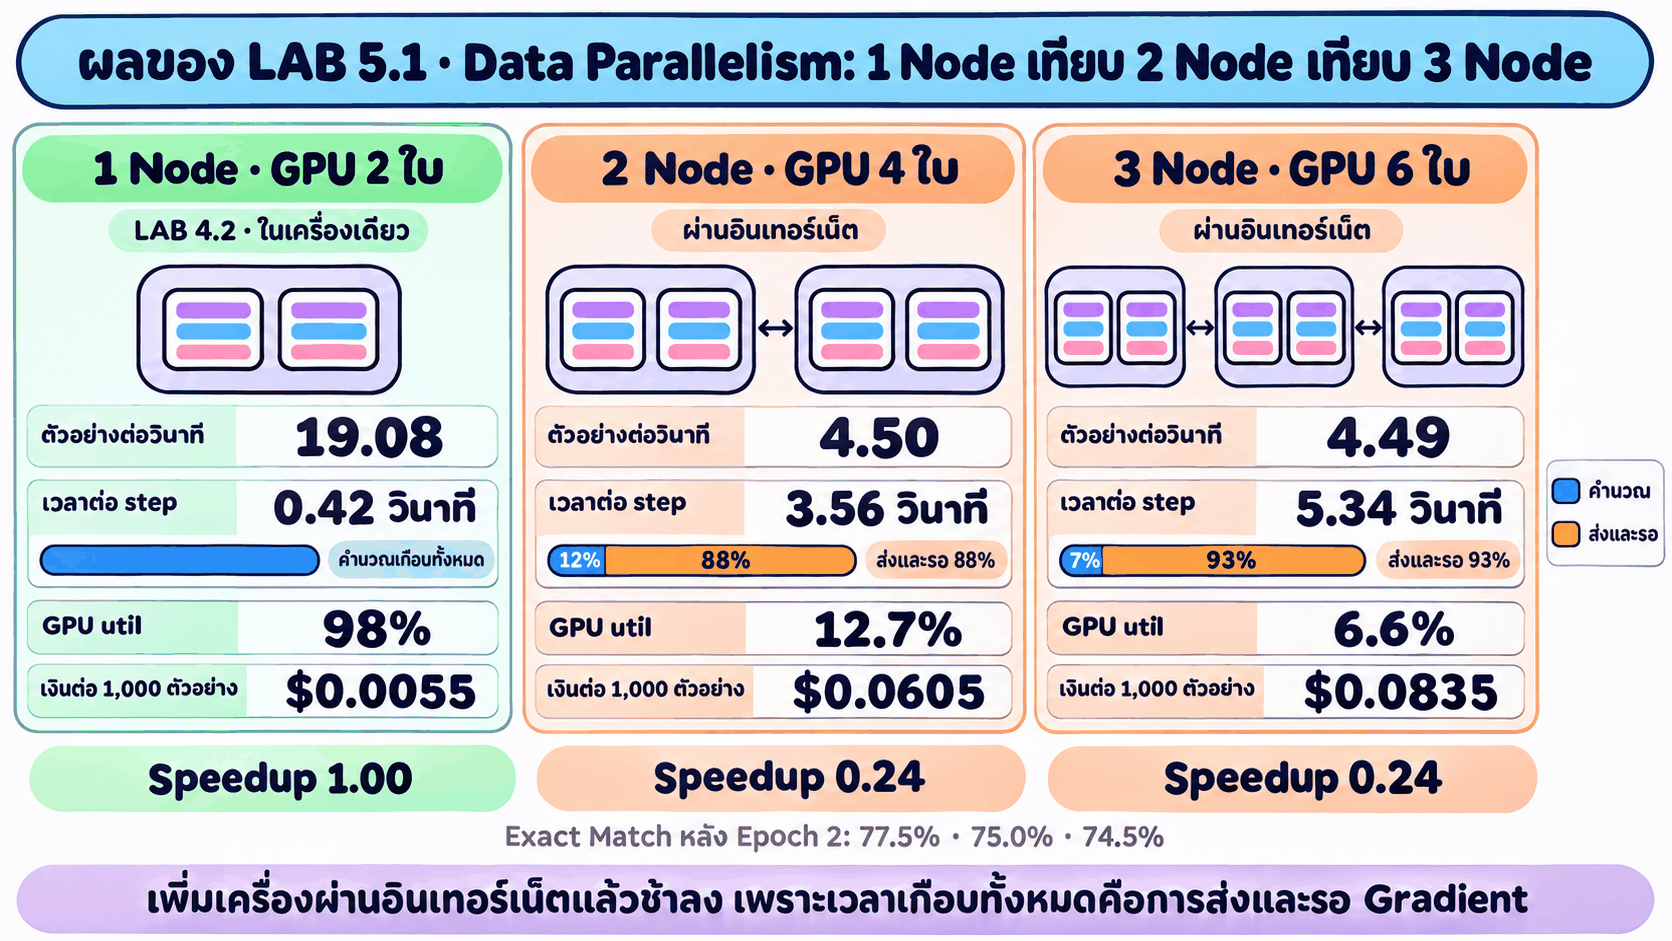 ผลของ LAB 5.1 · Data Parallelism: 1 Node เทียบ 2 Node เทียบ 3 Node
1 Node · GPU 2 ใบ
LAB 4.2 · ในเครื่องเดียว
ตัวอย่างต่อวินาที 19.08
เวลาต่อ step 0.42 วินาที
คำนวณเกือบทั้งหมด
GPU util 98%
เงินต่อ 1,000 ตัวอย่าง $0.0055
Speedup 1.00
2 Node · GPU 4 ใบ
ผ่านอินเทอร์เน็ต
ตัวอย่างต่อวินาที 4.50
เวลาต่อ step 3.56 วินาที
12% 88% ส่งและรอ 88%
GPU util 12.7%
เงินต่อ 1,000 ตัวอย่าง $0.0605
Speedup 0.24
3 Node · GPU 6 ใบ
ผ่านอินเทอร์เน็ต
ตัวอย่างต่อวินาที 4.49
เวลาต่อ step 5.34 วินาที
7% 93% ส่งและรอ 93%
GPU util 6.6%
เงินต่อ 1,000 ตัวอย่าง $0.0835
Speedup 0.24
คำนวณ
ส่งและรอ
Exact Match หลัง Epoch 2: 77.5% · 75.0% · 74.5%
เพิ่มเครื่องผ่านอินเทอร์เน็ตแล้วช้าลง เพราะเวลาเกือบทั้งหมดคือการส่งและรอ Gradient